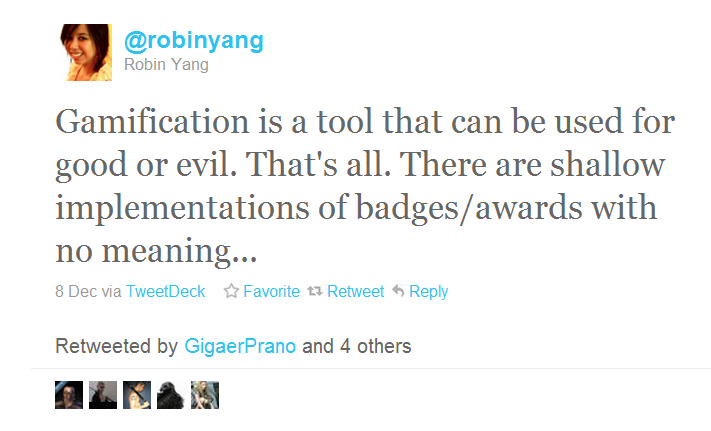 @robinyang
Robin Yang
Gamification is a tool that can be used for
good or evil. That's all. There are shallow
implementations of badges/awards with
no meaning...
8 Dec via TweetDeck Favorite Retweet Reply
Retweeted by GigaerPrano and 4 others